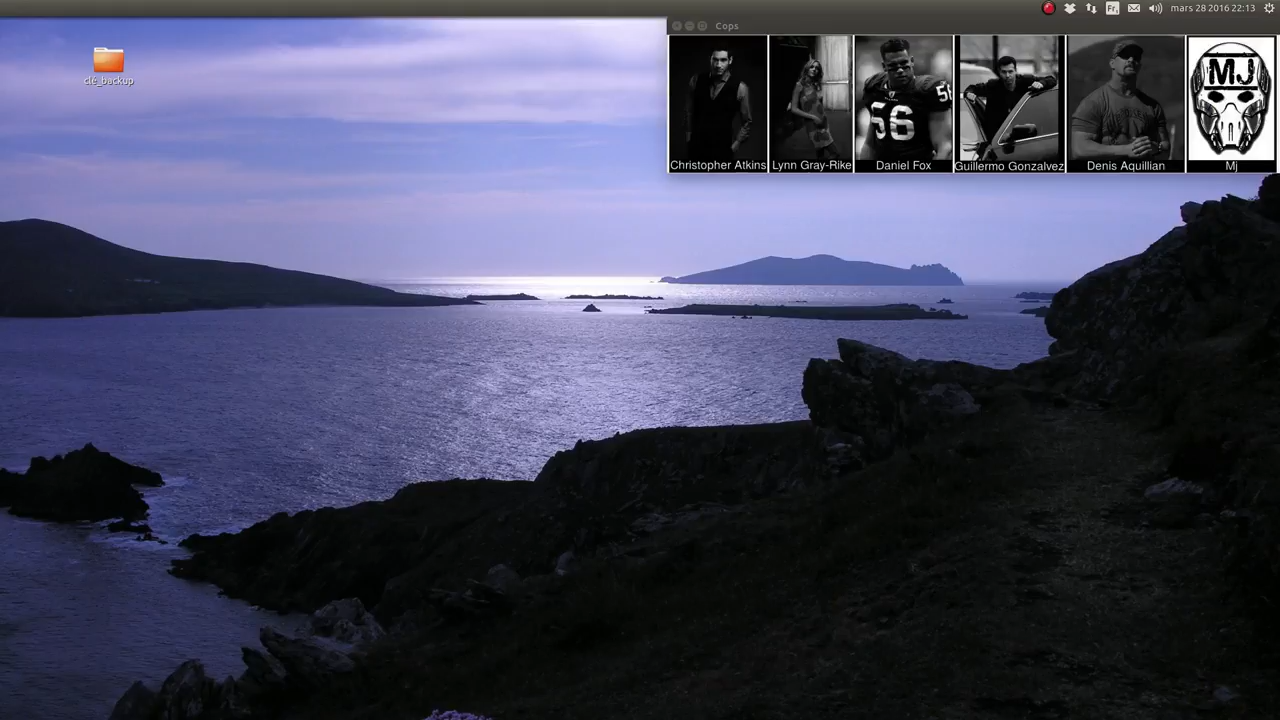 Fr,
mars 28 2016 22:13
Cops
clé_backup
MJ
56
56
Christopher Atkins
Lynn Gray-Rike
Daniel Fox
Guillermo Gonzalvez
Denis Aquillian
Mj